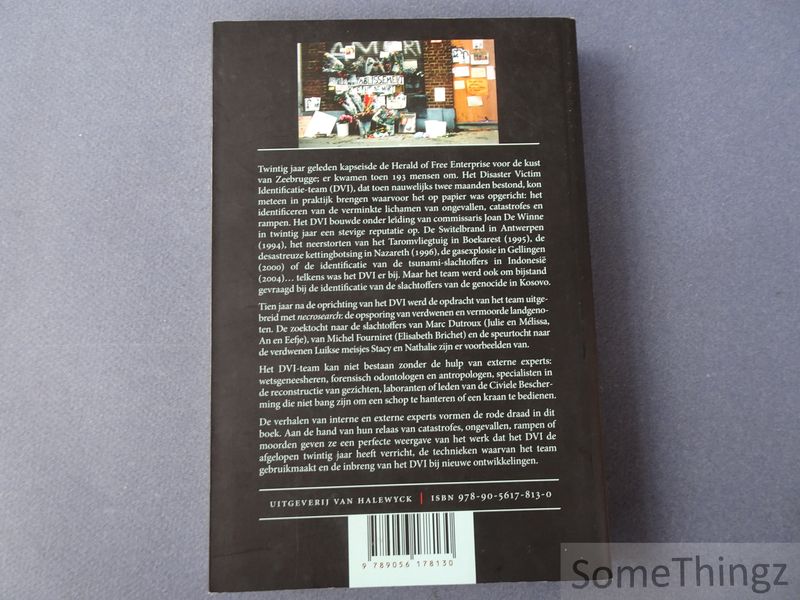 BLISSEMENT
Twintig jaar geleden kapseisde de Herald of Free Enterprise voor de kust
van Zeebrugge; er kwamen toen 193 mensen om. Het Disaster Victim
Identificatie-team (DVI), dat toen nauwelijks twee maanden bestond, kon
meteen in praktijk brengen waarvoor het op papier was opgericht: het
identificeren van de verminkte lichamen van ongevallen, catastrofes en
rampen. Het DVI bouwde onder leiding van commissaris Joan De Winne
in twintig jaar een stevige reputatie op. De Switelbrand in Antwerpen
(1994), het neerstorten van het Taromvliegtuig in Boekarest (1995), de
desastreuze kettingbotsing in Nazareth (1996), de gasexplosie in Gellingen
(2000) of de identificatie van de tsunami-slachtoffers in Indonesië
(2004)... telkens was het DVI er bij. Maar het team werd ook om bijstand
gevraagd bij de identificatie van de slachtoffers van de genocide in Kosovo.
Tien jaar na de oprichting van het DVI werd de opdracht van het team uitge-
breid met necrosearch: de opsporing van verdwenen en vermoorde landgeno-
ten. De zoektocht naar de slachtoffers van Marc Dutroux (Julie en Mélissa,
An en Eefje), van Michel Fourniret (Elisabeth Brichet) en de speurtocht naar
de verdwenen Luikse meisjes Stacy en Nathalie zijn er voorbeelden van.
Het DVI-team kan niet bestaan zonder de hulp van externe experts:
wetsgeneesheren, forensisch odontologen en antropologen, specialisten in
de reconstructie van gezichten, laboranten of leden van de Civiele Bescher-
ming die niet bang zijn om een schop te hanteren of een kraan te bedienen.
De verhalen van interne en externe experts vormen de rode draad in dit
boek. Aan de hand van hun relaas van catastrofes, ongevallen, rampen of
moorden geven ze een perfecte weergave van het werk dat het DVI de
afgelopen twintig jaar heeft verricht, de technieken waarvan het team
gebruikmaakt en de inbreng van het DVI bij nieuwe ontwikkelingen.
UITGEVERIJ VAN HALEWYCK | ISBN 978-90-5617-813-0
9 789056 178130
SomeThingz